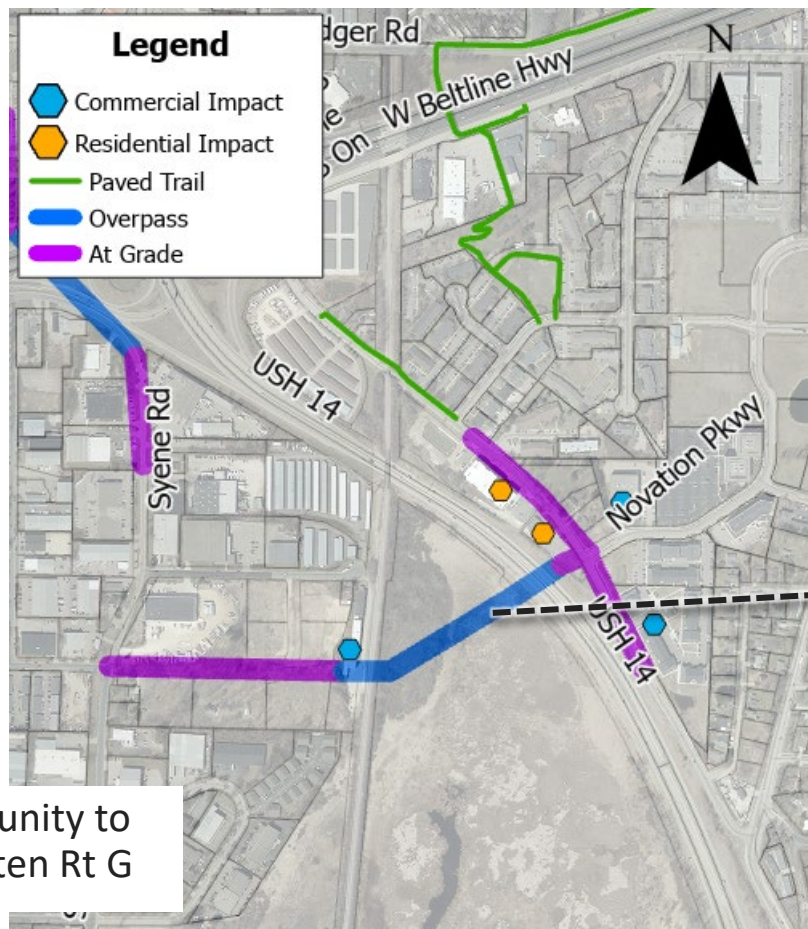 Legend
Commercial Impact
Residential Impact
Paved Trail
Overpass
At Grade
dger Rd
W Beltline Hwy
On
N
USH 14
Syene Rd
Novation Pkwy
USH 14
unity to
ten Rt G